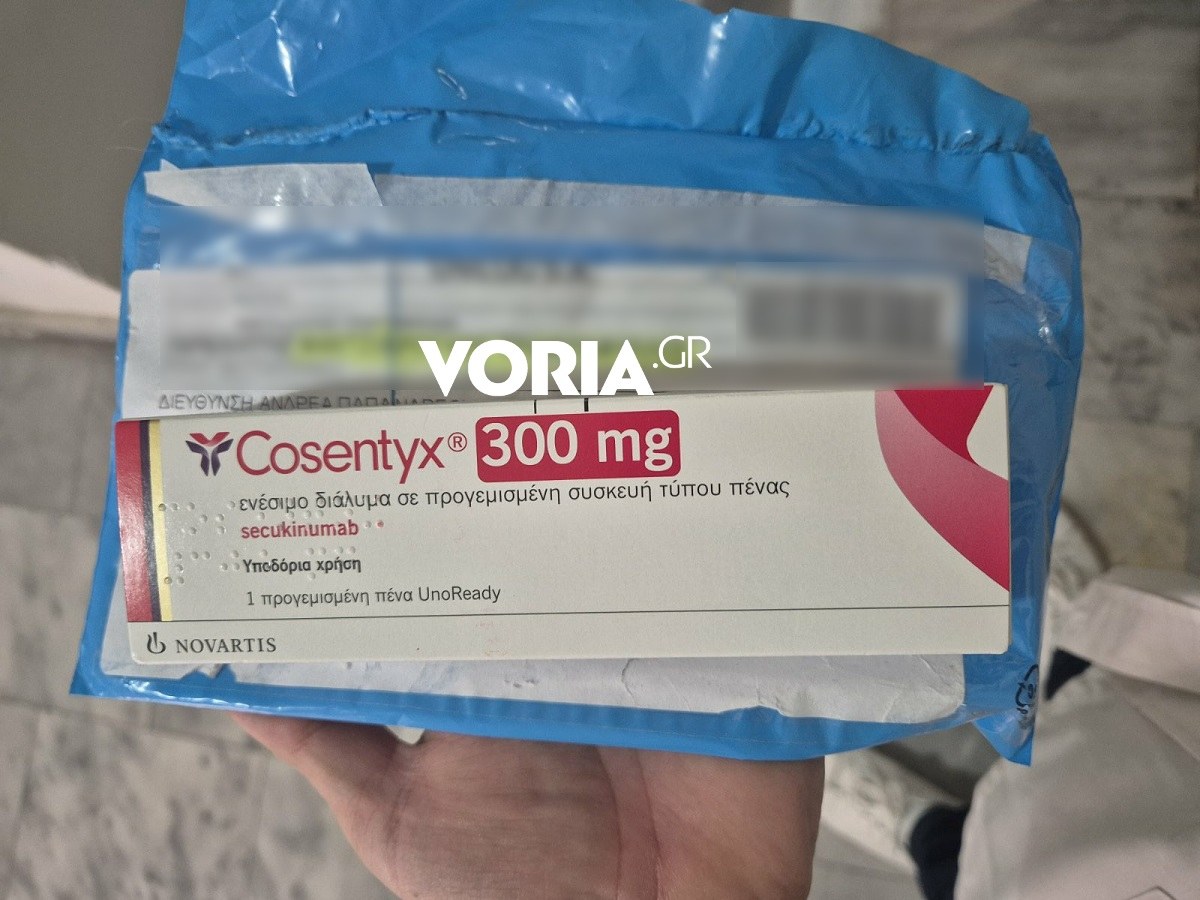 VORIA.GR
ΔΙΕΥΘΥΝΣΗ ΑΝΔΡΕΑ
Cosentyx® 300 mg
ενέσιμο διάλυμα σε προγεμισμένη συσκευή τύπου πένας
secukinumab
Υποδόρια χρήση
1 προγεμισμένη πένα UnoReady
NOVARTIS